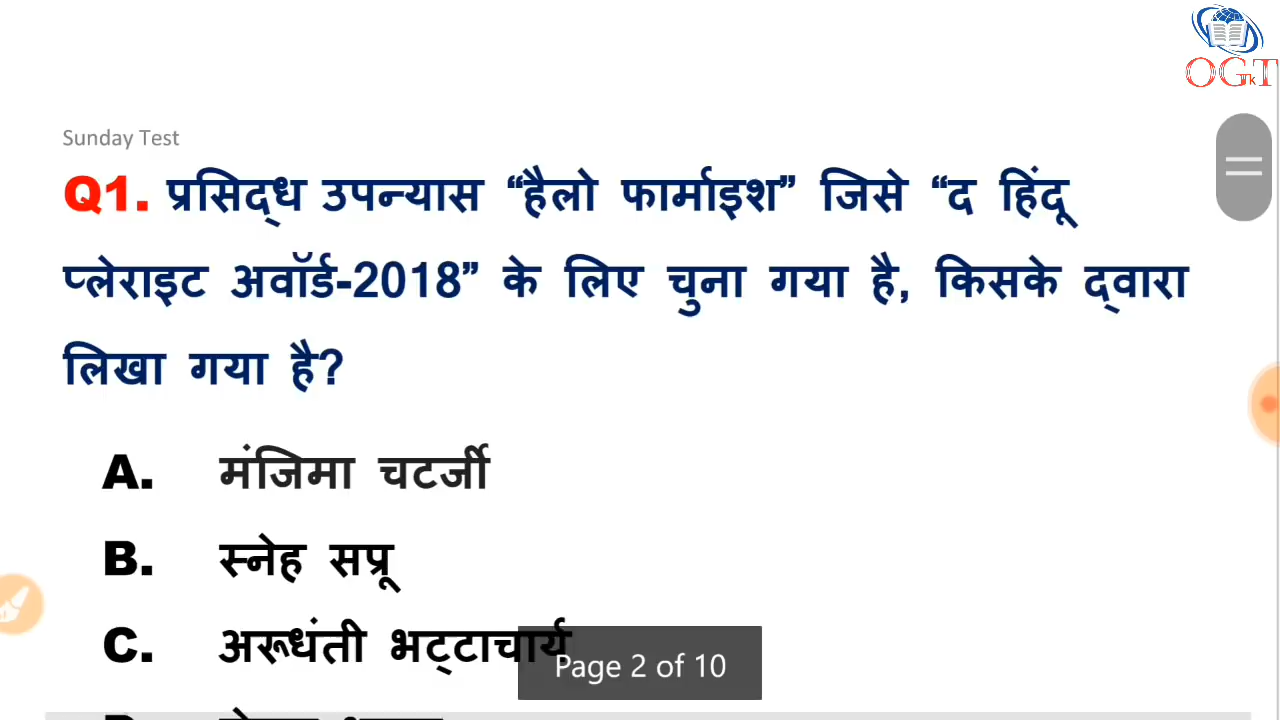 OGT
Tk
Sunday Test
Q1. प्रसिद्ध उपन्यास “हैलो फार्माइश” जिसे “द हिंदू
प्लेराइट अवॉर्ड-2018” के लिए चुना गया है, किसके द्वारा
लिखा गया है?
A. मंजिमा चटर्जी
B. स्नेह सप्रू
C. अरूधंती भट्टाचार्य
Page 2 of 10